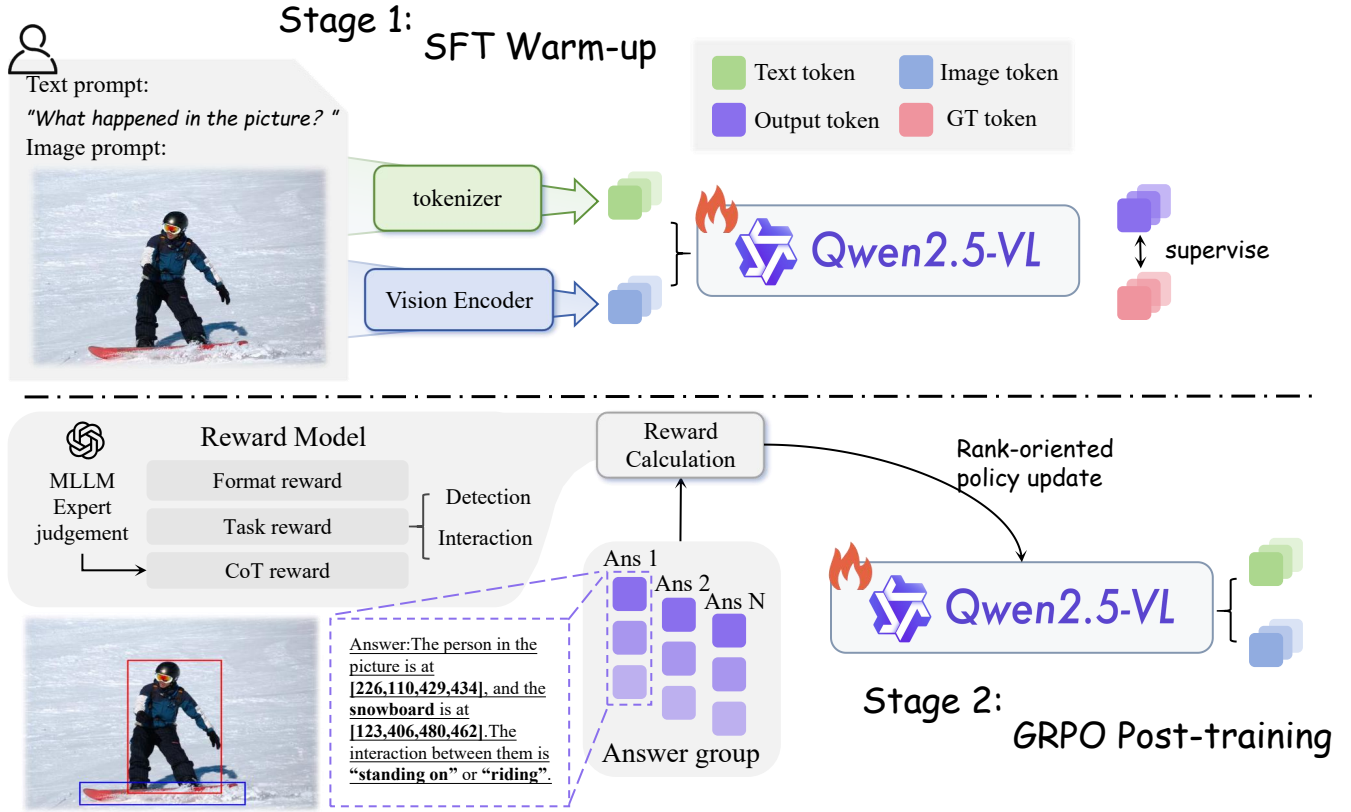 Stage 1:
SFT Warm-up
Text prompt:
"What happened in the picture? "
Image prompt:
tokenizer
Vision Encoder
Text token
Image token
Output token
GT token
Qwen2.5-VL
supervise
Reward Model
MLLM
Expert
judgement
Format reward
Task reward
CoT reward
Detection
Interaction
Reward
Calculation
Rank-oriented
policy update
Ans 1
Ans 2
Ans N
Answer group
Answer:The person in the
picture is at
[226,110,429,434], and the
snowboard is at
[123,406,480,462].The
interaction between them is
“standing on” or “riding”.
Qwen2.5-VL
Stage 2:
GRPO Post-training